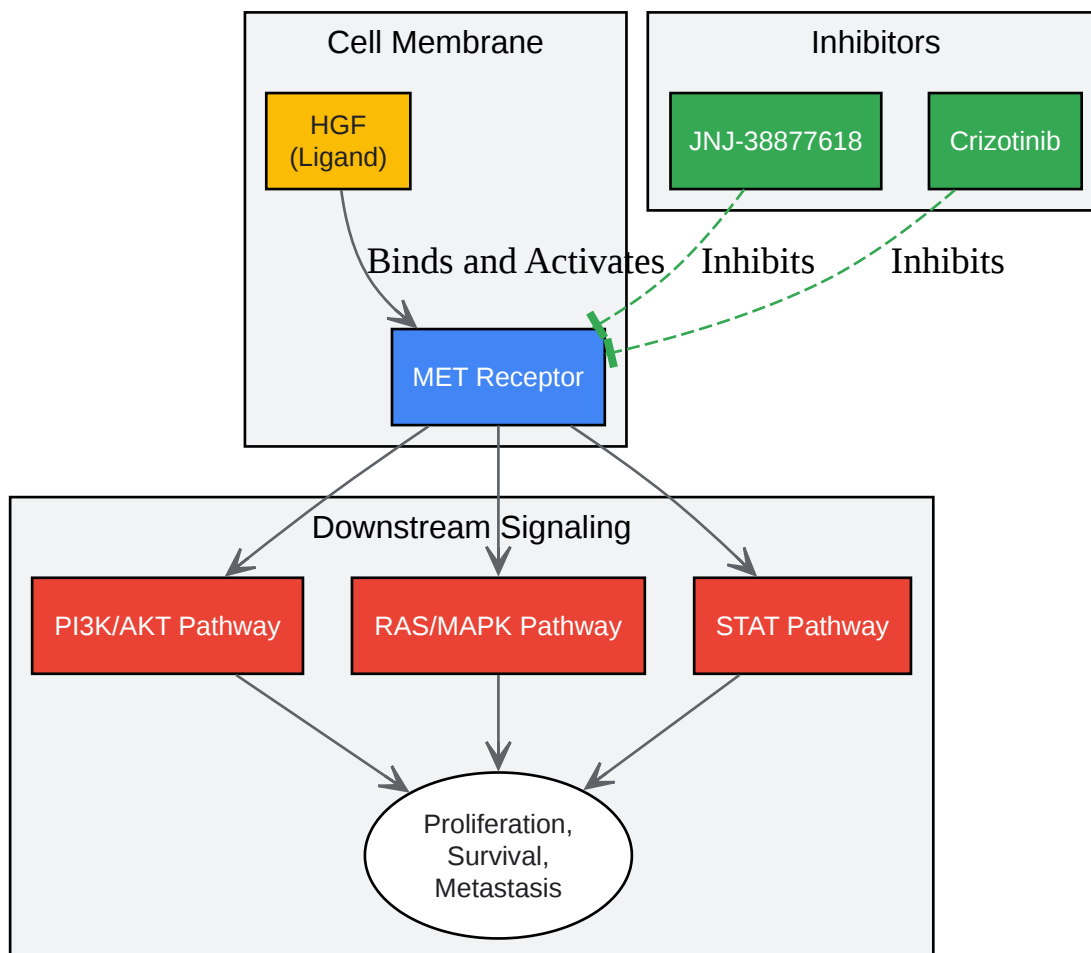 Cell Membrane
Inhibitors
HGF
(Ligand)
JNJ-38877618
Crizotinib
Binds and Activates
Inhibits
Inhibits
MET Receptor
Downstream Signaling
PI3K/AKT Pathway
RAS/MAPK Pathway
STAT Pathway
Proliferation,
Survival,
Metastasis